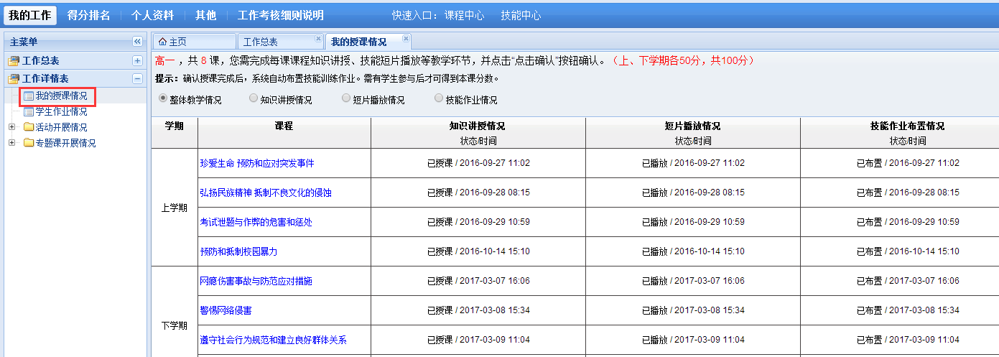 我的工作 得分排名 个人资料 其他 工作考核细则说明 快速入口： 课程中心 技能中心
主菜单
工作总表
工作详情表
我的授课情况
学生作业情况
活动开展情况
专题课开展情况
主页 工作总表 我的授课情况
高一 ，共 8 课，您需完成每课课程知识讲授、技能短片播放等教学环节，并点击“点击确认”按钮确认。（上、下学期各50分，共100分）
提示：确认授课完成后，系统自动布置技能训练作业。需有学生参与后才可得到本课分数。
整体教学情况 知识讲授情况 短片播放情况 技能作业情况
学期 课程 知识讲授情况 短片播放情况 技能作业布置情况
状态/时间 状态/时间 状态/时间
上学期
珍爱生命 预防和应对突发事件 已授课 / 2016-09-27 11:02 已播放 / 2016-09-27 11:02 已布置 / 2016-09-27 11:02
弘扬民族精神 抵制不良文化的侵蚀 已授课 / 2016-09-28 08:15 已播放 / 2016-09-28 08:15 已布置 / 2016-09-28 08:15
考试泄题与作弊的危害和惩处 已授课 / 2016-09-29 10:59 已播放 / 2016-09-29 10:59 已布置 / 2016-09-29 10:59
预防和抵制校园暴力 已授课 / 2016-10-14 15:10 已播放 / 2016-10-14 15:10 已布置 / 2016-10-14 15:10
下学期
网瘾伤害事故与防范应对措施 已授课 / 2017-03-07 16:06 已播放 / 2017-03-07 16:06 已布置 / 2017-03-07 16:06
警惕网络侵害 已授课 / 2017-03-08 15:34 已播放 / 2017-03-08 15:34 已布置 / 2017-03-08 15:34
遵守社会行为规范和建立良好群体关系 已授课 / 2017-03-09 11:04 已播放 / 2017-03-09 11:04 已布置 / 2017-03-09 11:04